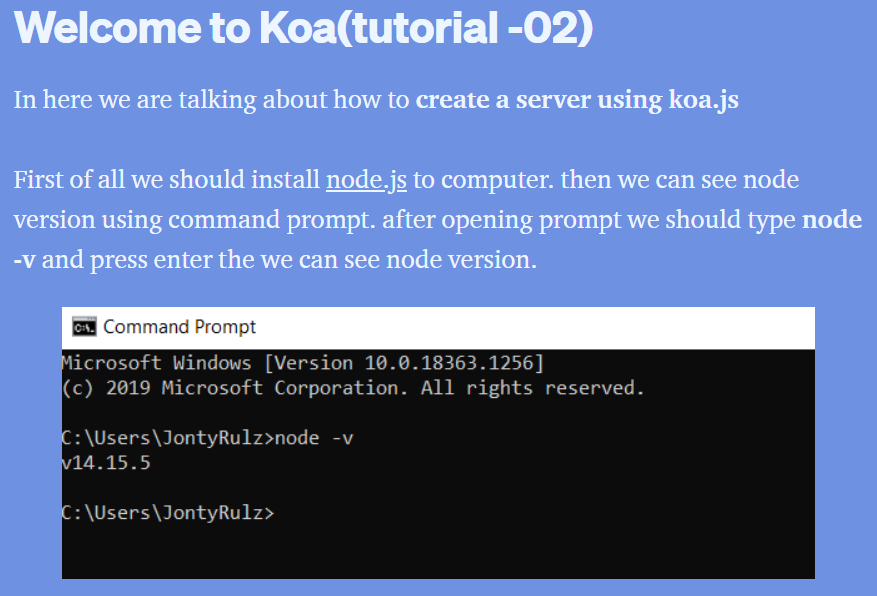 Welcome to Koa(tutorial -02)
In here we are talking about how to create a server using koa.js
First of all we should install node.js to computer. then we can see node
version using command prompt. after opening prompt we should type node
-v and press enter the we can see node version.
Command Prompt
Microsoft Windows [Version 10.0.18363.1256]
(c) 2019 Microsoft Corporation. All rights reserved.
C:\Users\JontyRulz>node -v
v14.15.5
C:\Users\JontyRulz>